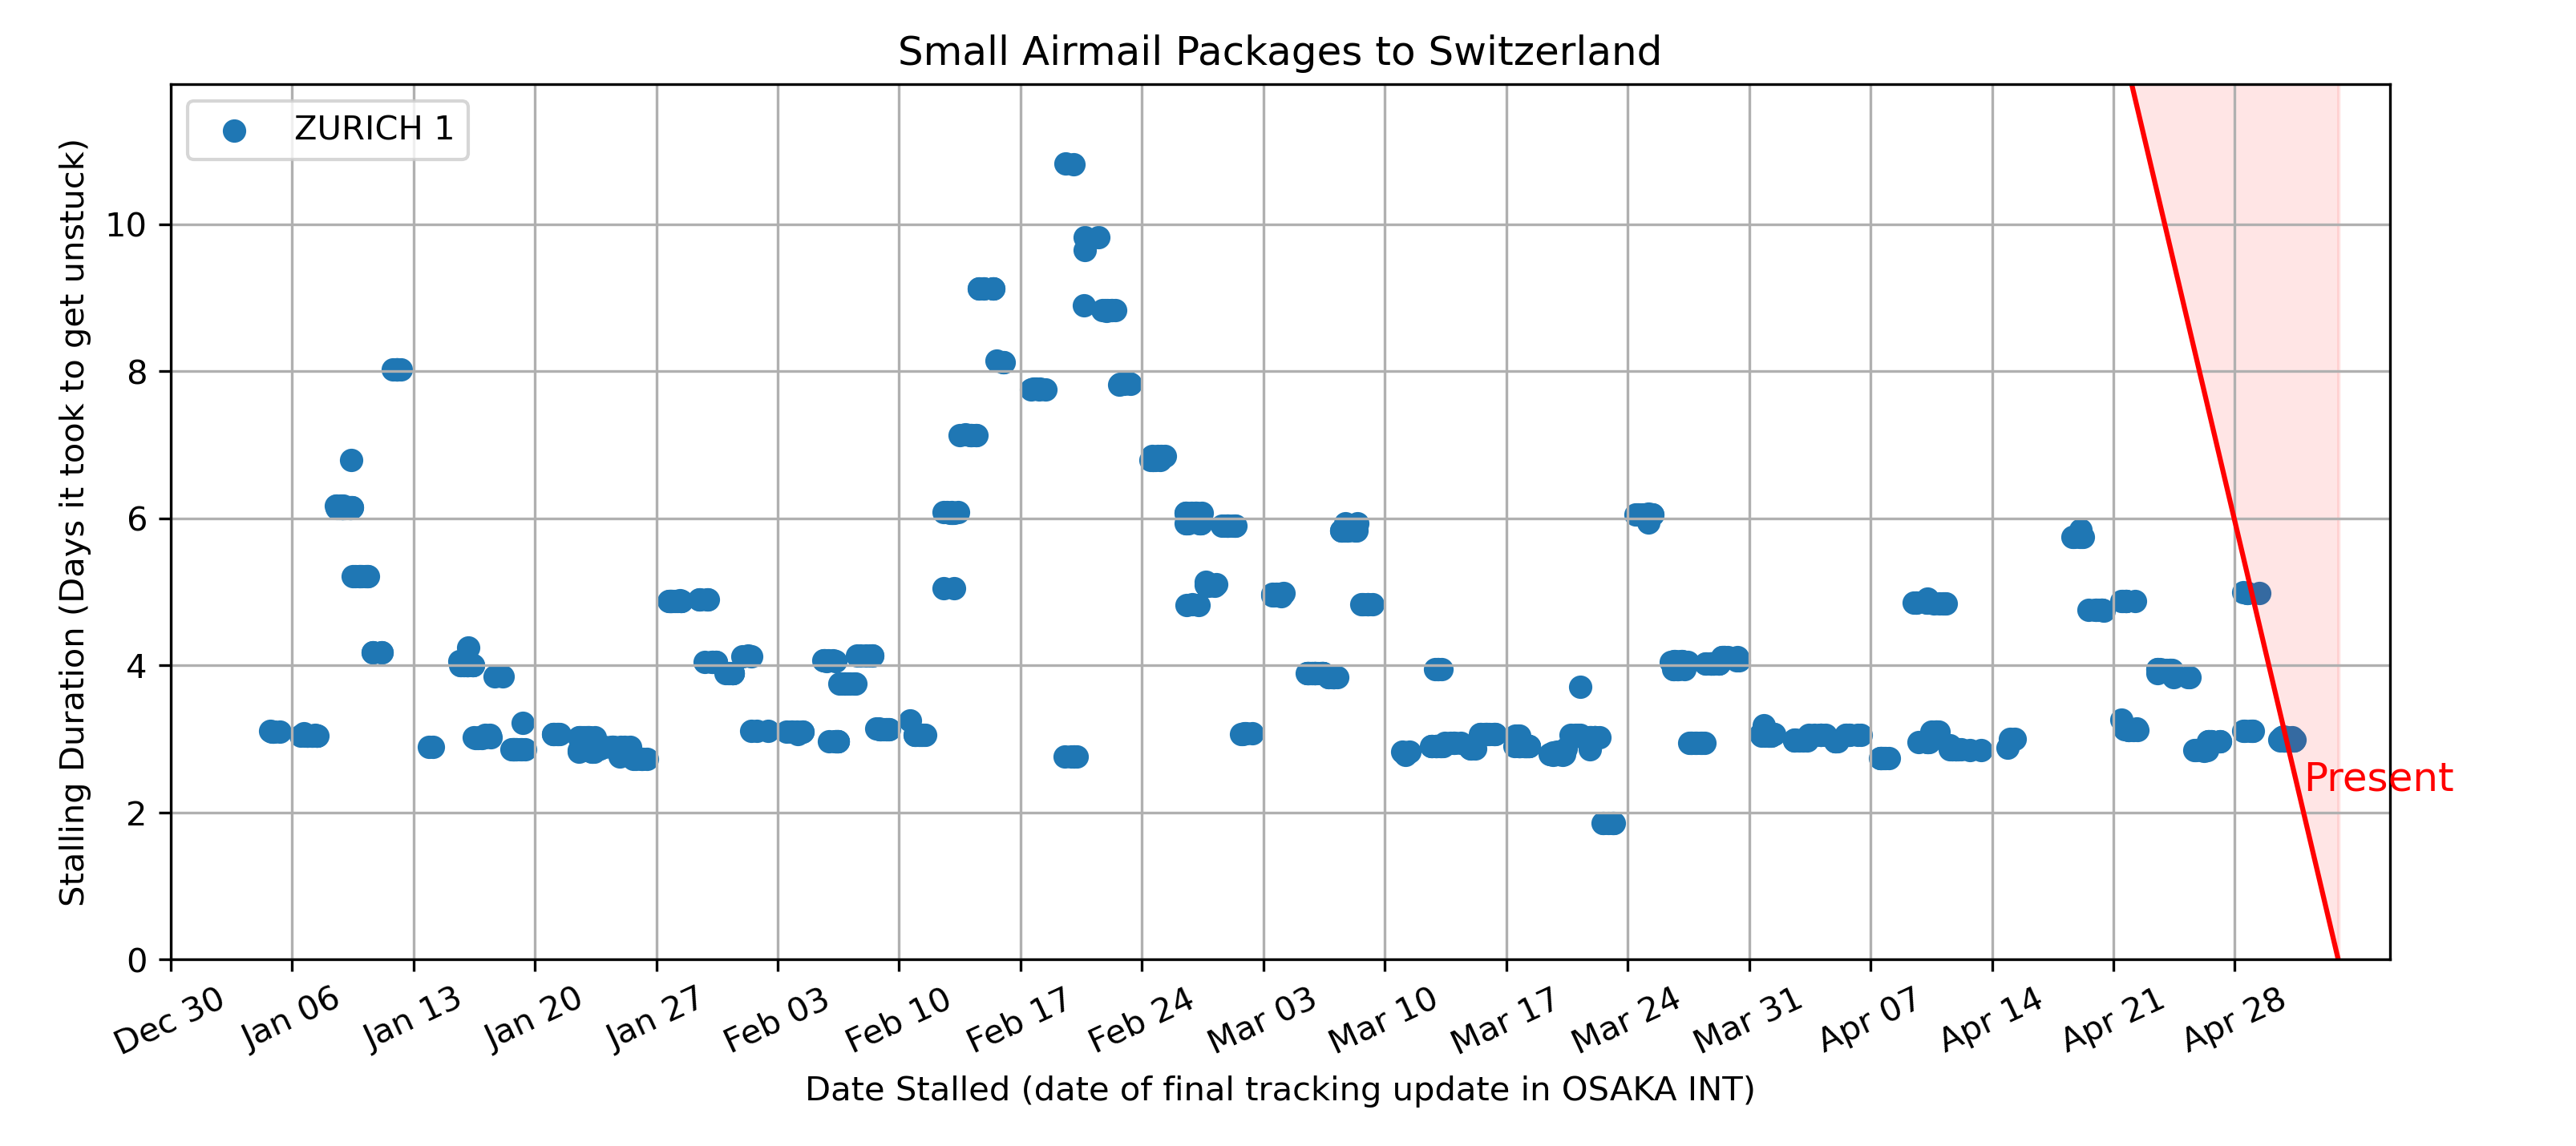 Small Airmail Packages to Switzerland
ZURICH 1
Stalling Duration (Days it took to get unstuck)
10
8
6
4
2
0
Present
Dec 30
Jan 06
Jan 13
Jan 20
Jan 27
Feb 03
Feb 10
Feb 17
Feb 24
Mar 03
Mar 10
Mar 17
Mar 24
Mar 31
Apr 07
Apr 14
Apr 21
Apr 28
Date Stalled (date of final tracking update in OSAKA INT)